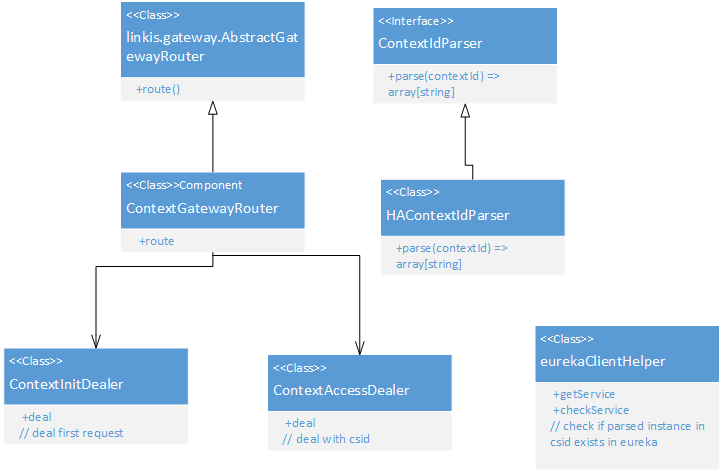 <<Class>>
linkis.gateway.AbstractGat
ewayRouter
+route()
<<Interface>>
ContextIdParser
+parse(contextId) =>
array[string]
<<Class>>Component
ContextGatewayRouter
+route
<<Class>>
HAContextIdParser
+parse(contextId) =>
array[string]
<<Class>>
ContextInitDealer
+deal
// deal first request
<<Class>>
ContextAccessDealer
+deal
// deal with csid
<<Class>>
eurekaClientHelper
+getService
+checkService
// check if parsed instance in
csid exists in eureka